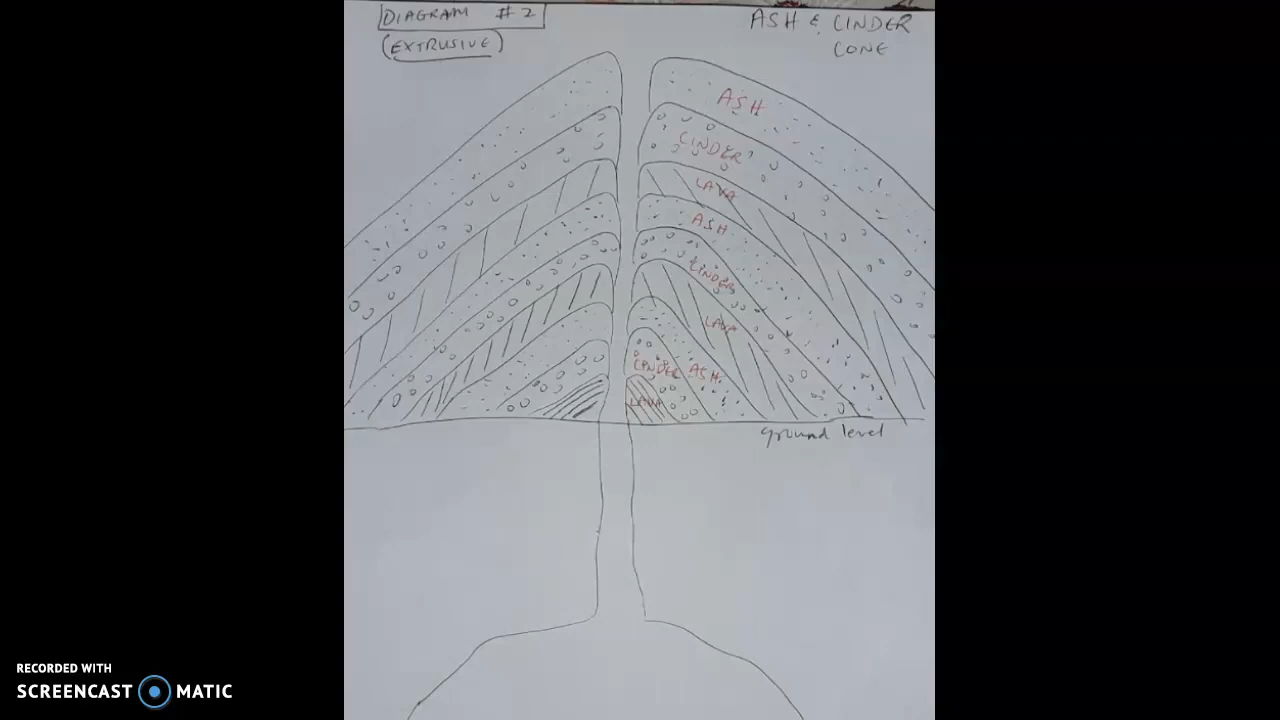 DIAGRAM #2
(EXTRUSIVE)
ASH & CINDER
CONE
ASH
CINDER
LAVA
ASH
CINDER
LAVA
CINDER ASH
LAVA
ground level
RECORDED WITH
SCREENCAST MATIC